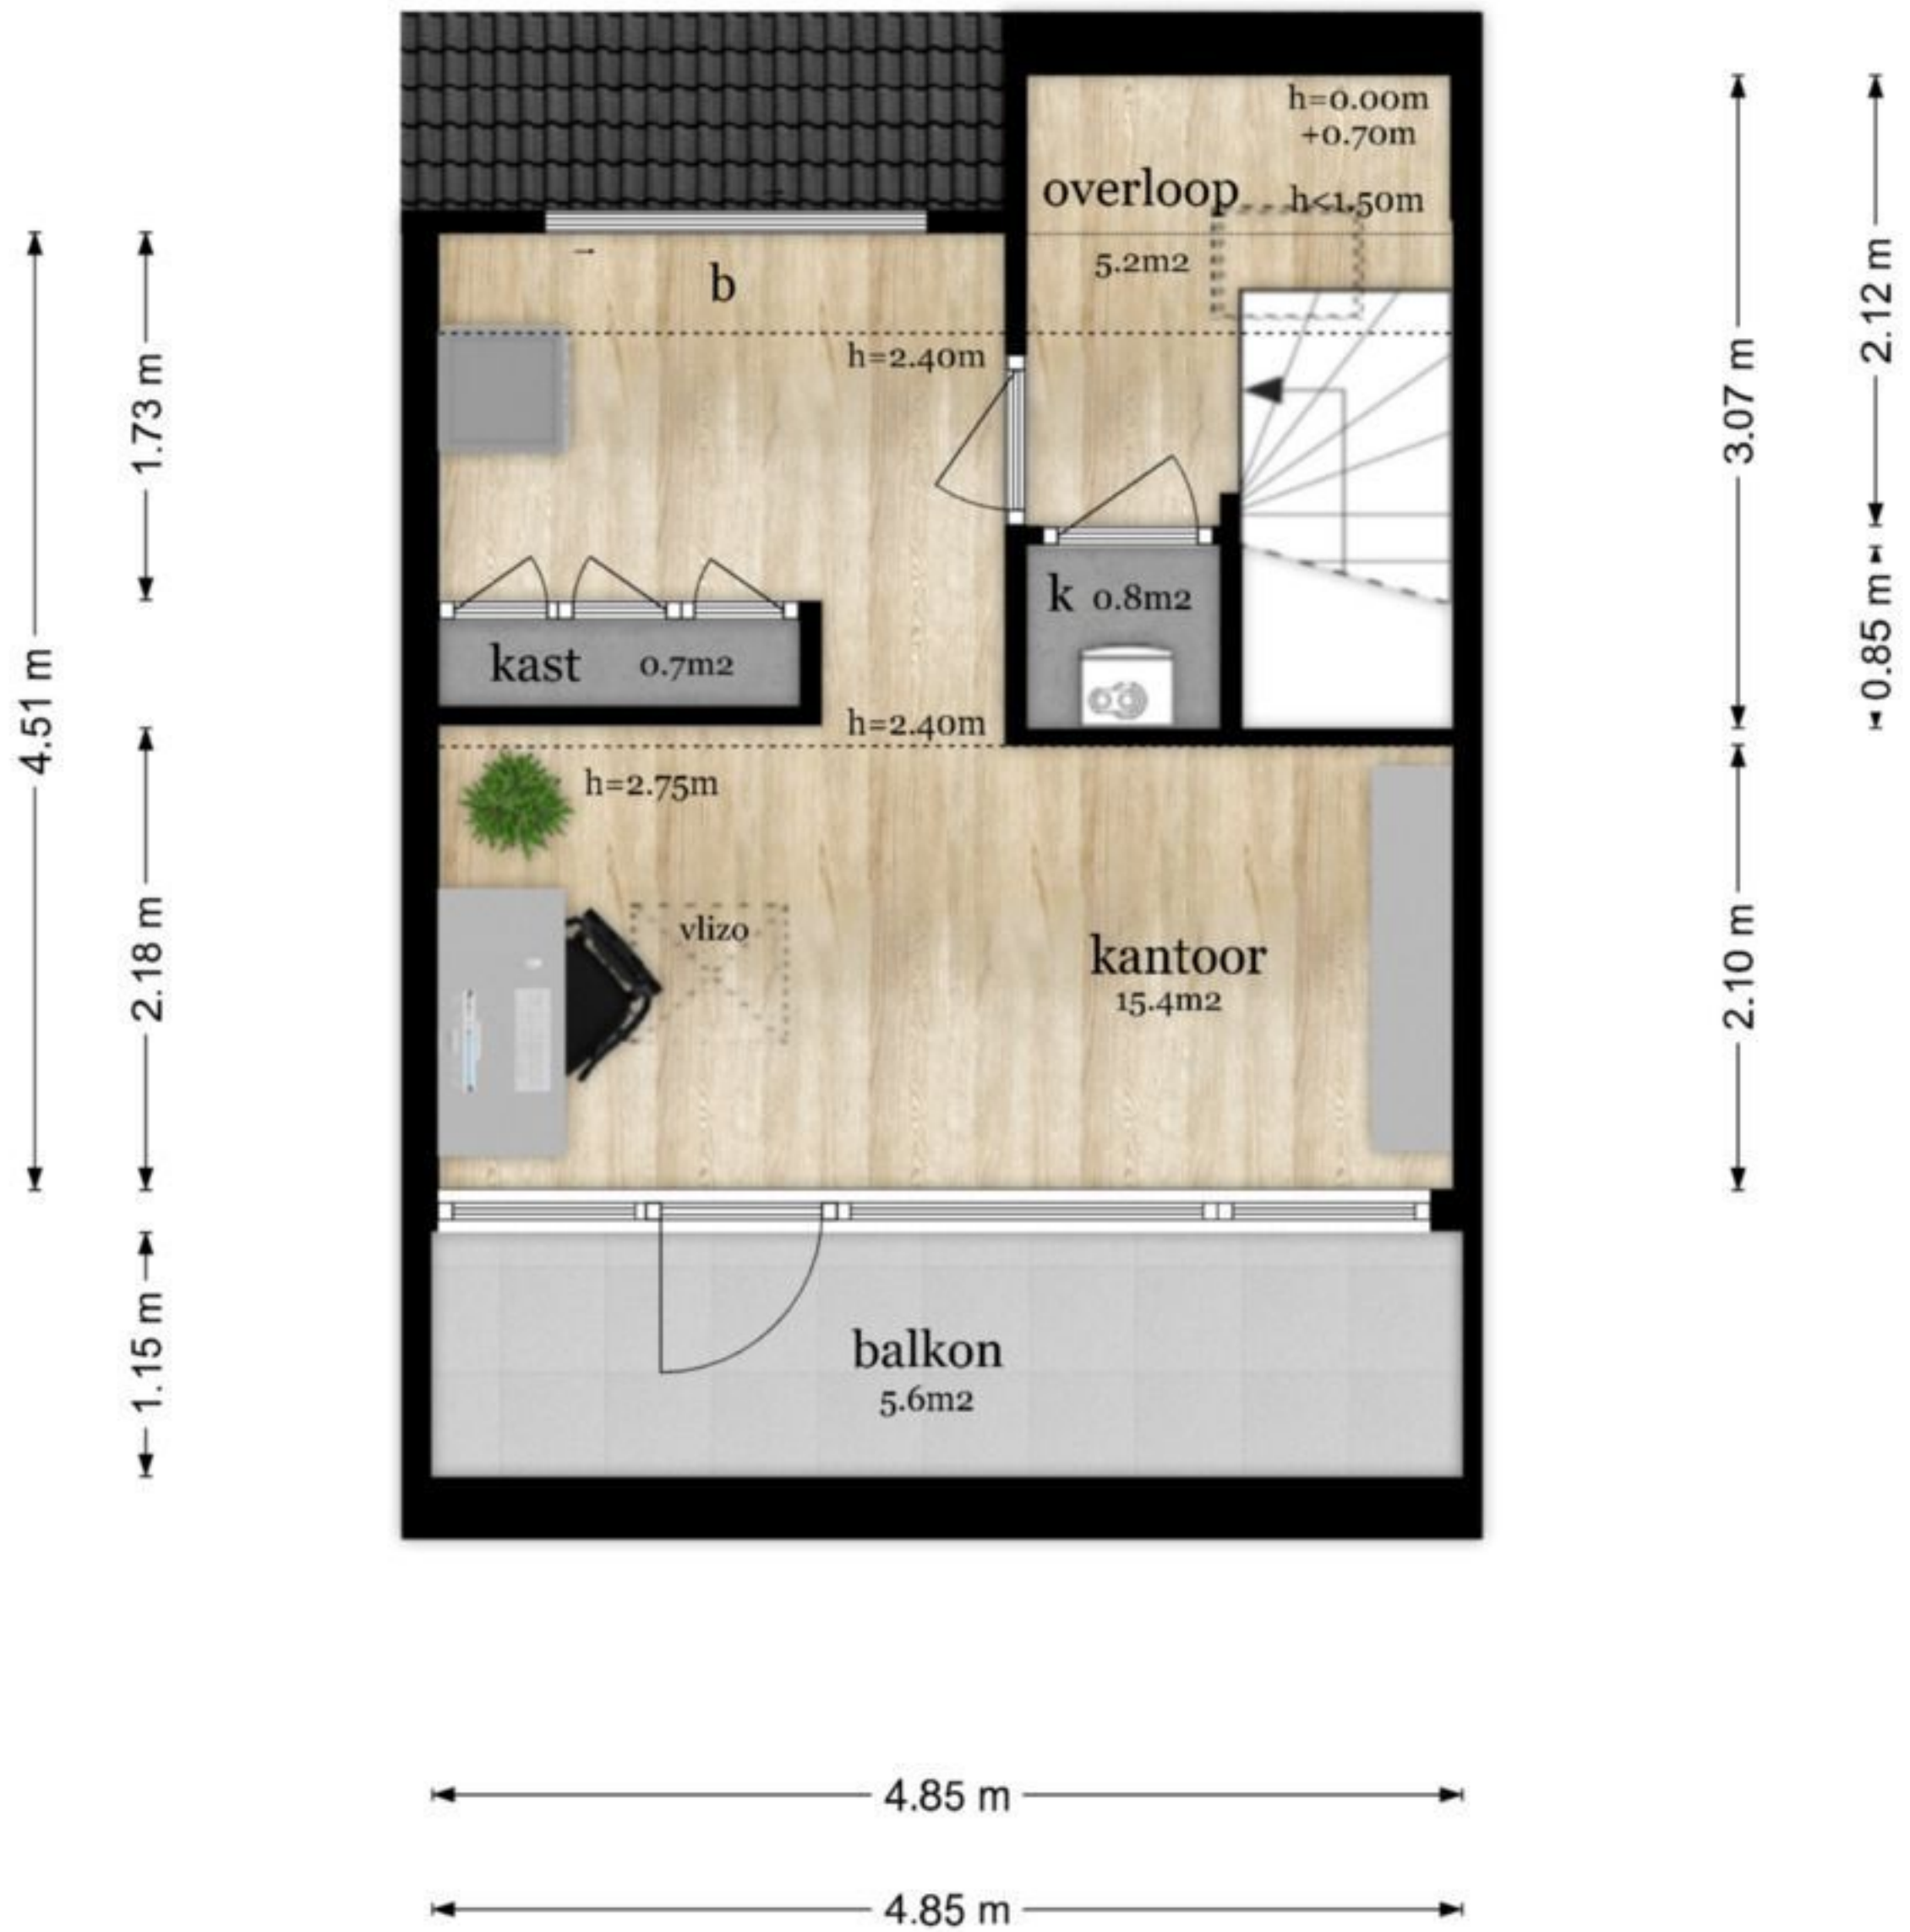 h=0.00m
+0.70m
overloop
h<1.50m
5.2m2
b
h=2.40m
k 0.8m2
kast 0.7m2
h=2.40m
h=2.75m
vlizo
kantoor
15.4m2
balkon
5.6m2
4.51 m
1.73 m
2.18 m
1.15 m
3.07 m
2.10 m
2.12 m
0.85 m
4.85 m
4.85 m